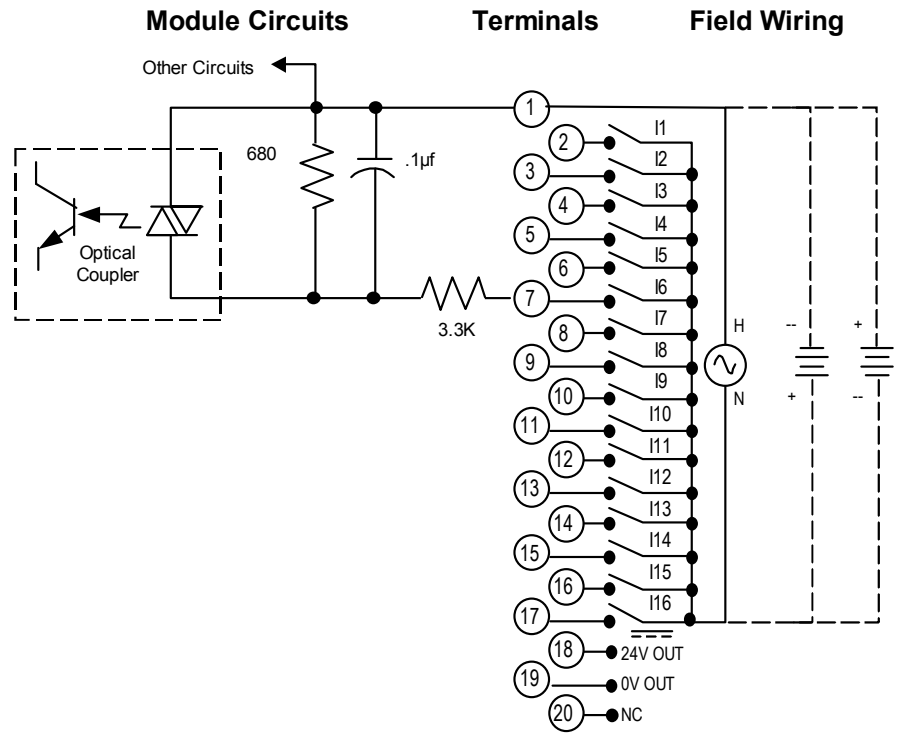 Module Circuits Terminals Field Wiring
Other Circuits
680
.1µf
Optical
Coupler
3.3K
1
2 I1
3 I2
4 I3
5 I4
6 I5
7 I6
8 I7
9 I8
10 I9
11 I10
12 I11
13 I12
14 I13
15 I14
16 I15
17 I16
18 24V OUT
19 0V OUT
20 NC
H
N
-- +
+ --